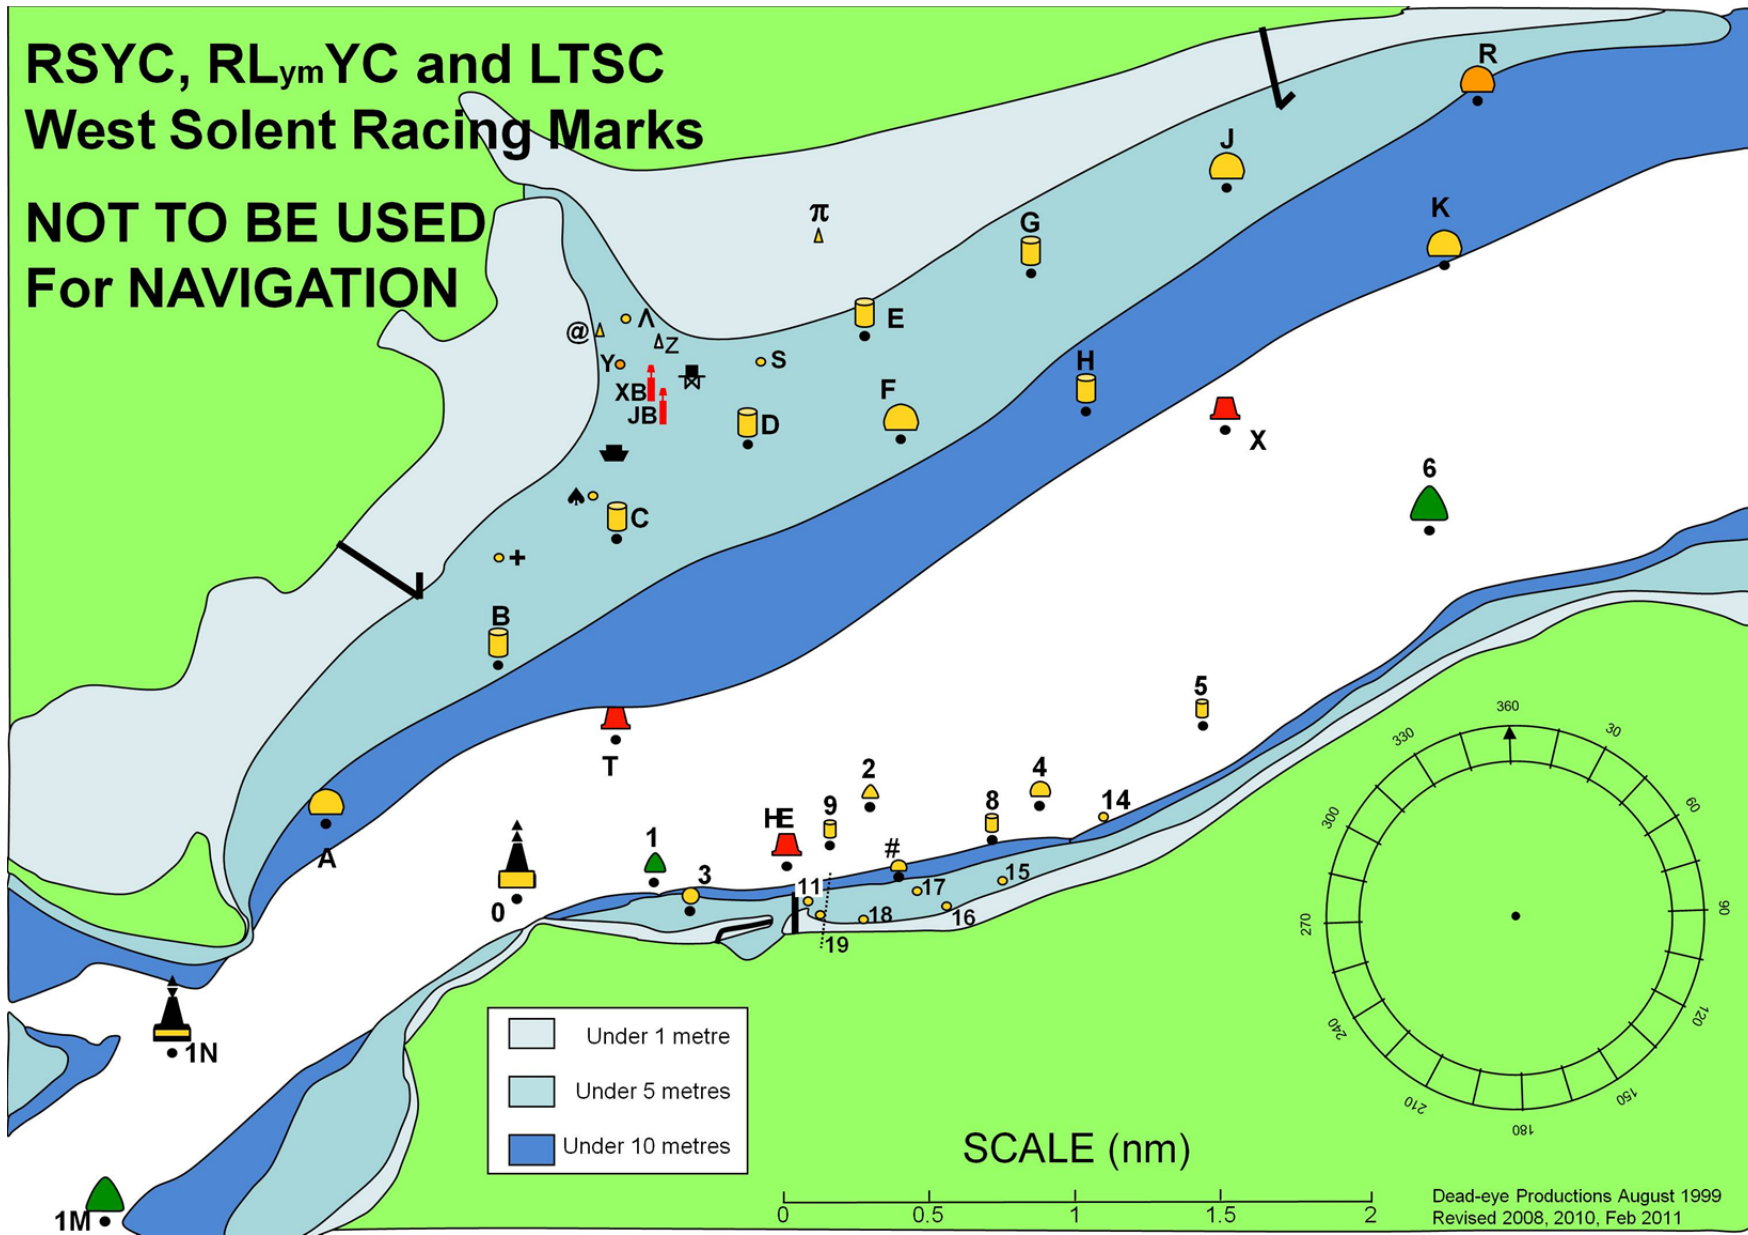 RSYC, RLymYC and LTSC
West Solent Racing Marks
NOT TO BE USED
For NAVIGATION
R
J
K
π
G
@
Λ
Z
E
Y
S
XB
JB
H
F
D
X
6
♠
C
+
B
5
T
2
4
HE
9
8
14
A
1
#
3
0
11
17
15
18
16
19
1N
1M
360
30
60
90
120
150
180
210
240
270
300
330
Under 1 metre
Under 5 metres
Under 10 metres
SCALE (nm)
0 0.5 1 1.5 2
Dead-eye Productions August 1999
Revised 2008, 2010, Feb 2011